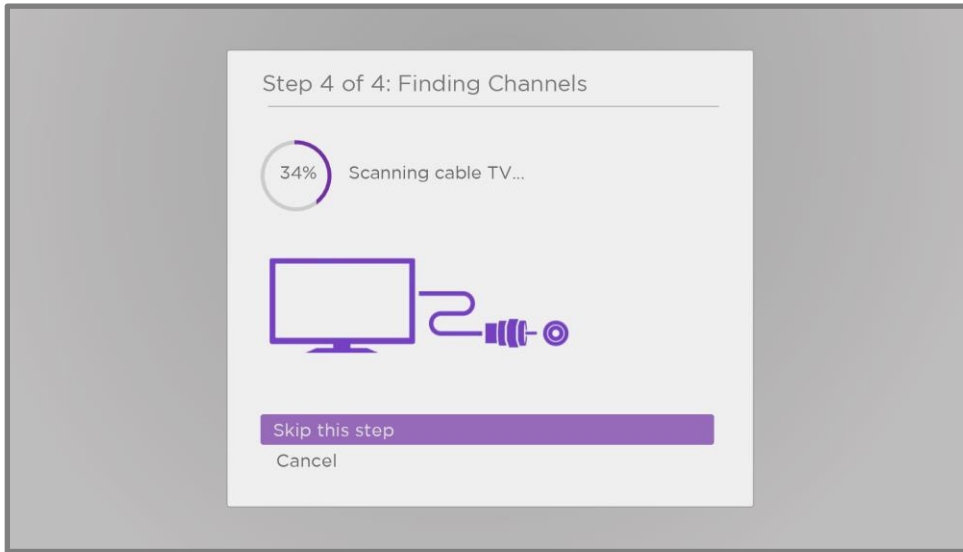 Step 4 of 4: Finding Channels
34% Scanning cable TV...
Skip this step
Cancel